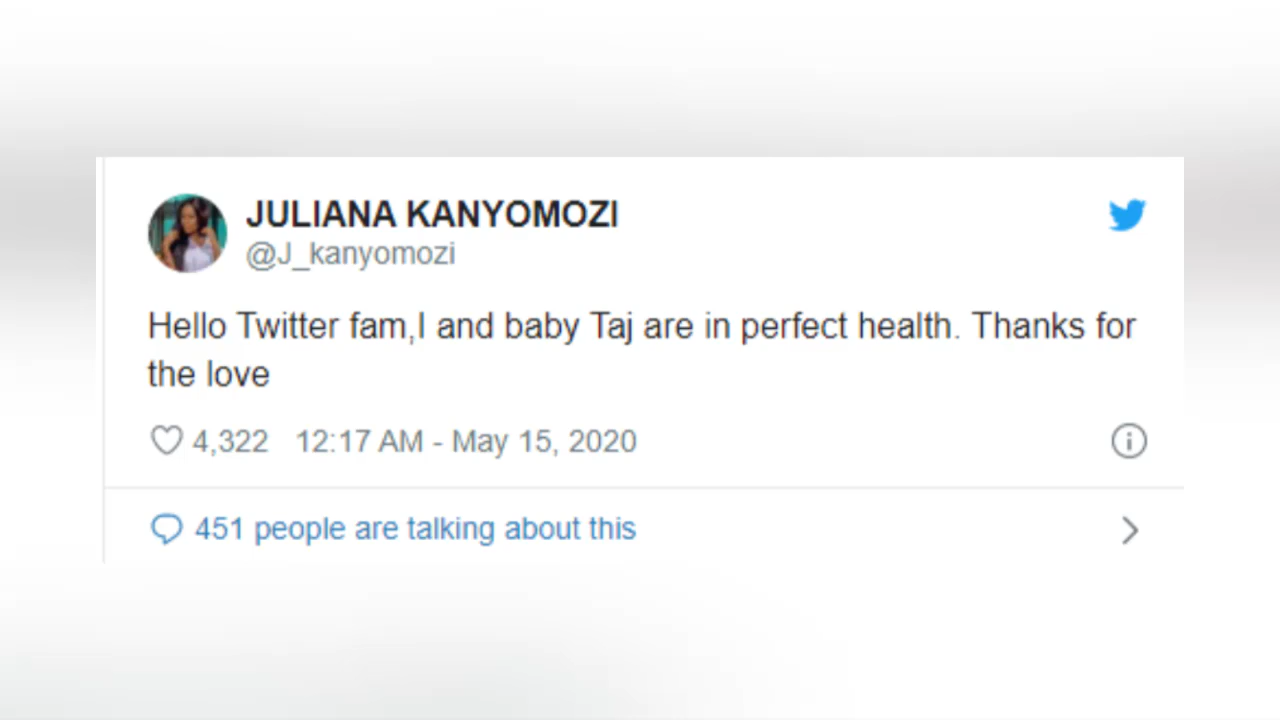 JULIANA KANYOMOZI
@J_kanyomozi
Hello Twitter fam,I and baby Taj are in perfect health. Thanks for
the love
4,322 12:17 AM - May 15, 2020
451 people are talking about this